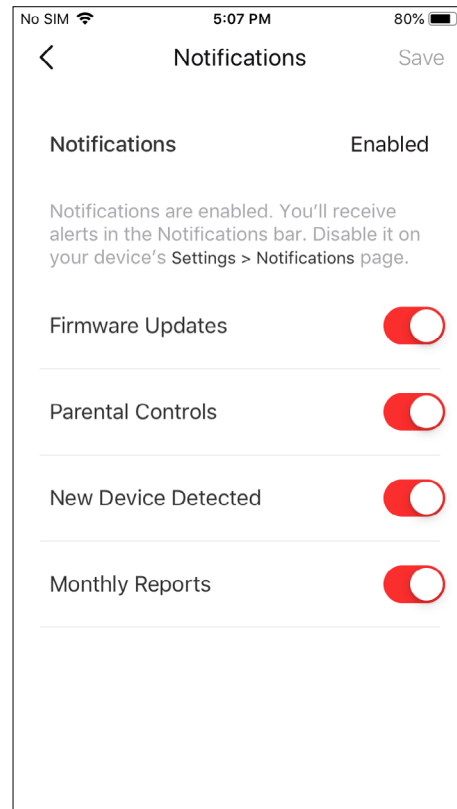 No SIM 5:07 PM 80%
Notifications Save
Notifications Enabled
Notifications are enabled. You'll receive
alerts in the Notifications bar. Disable it on
your device's Settings > Notifications page.
Firmware Updates
Parental Controls
New Device Detected
Monthly Reports